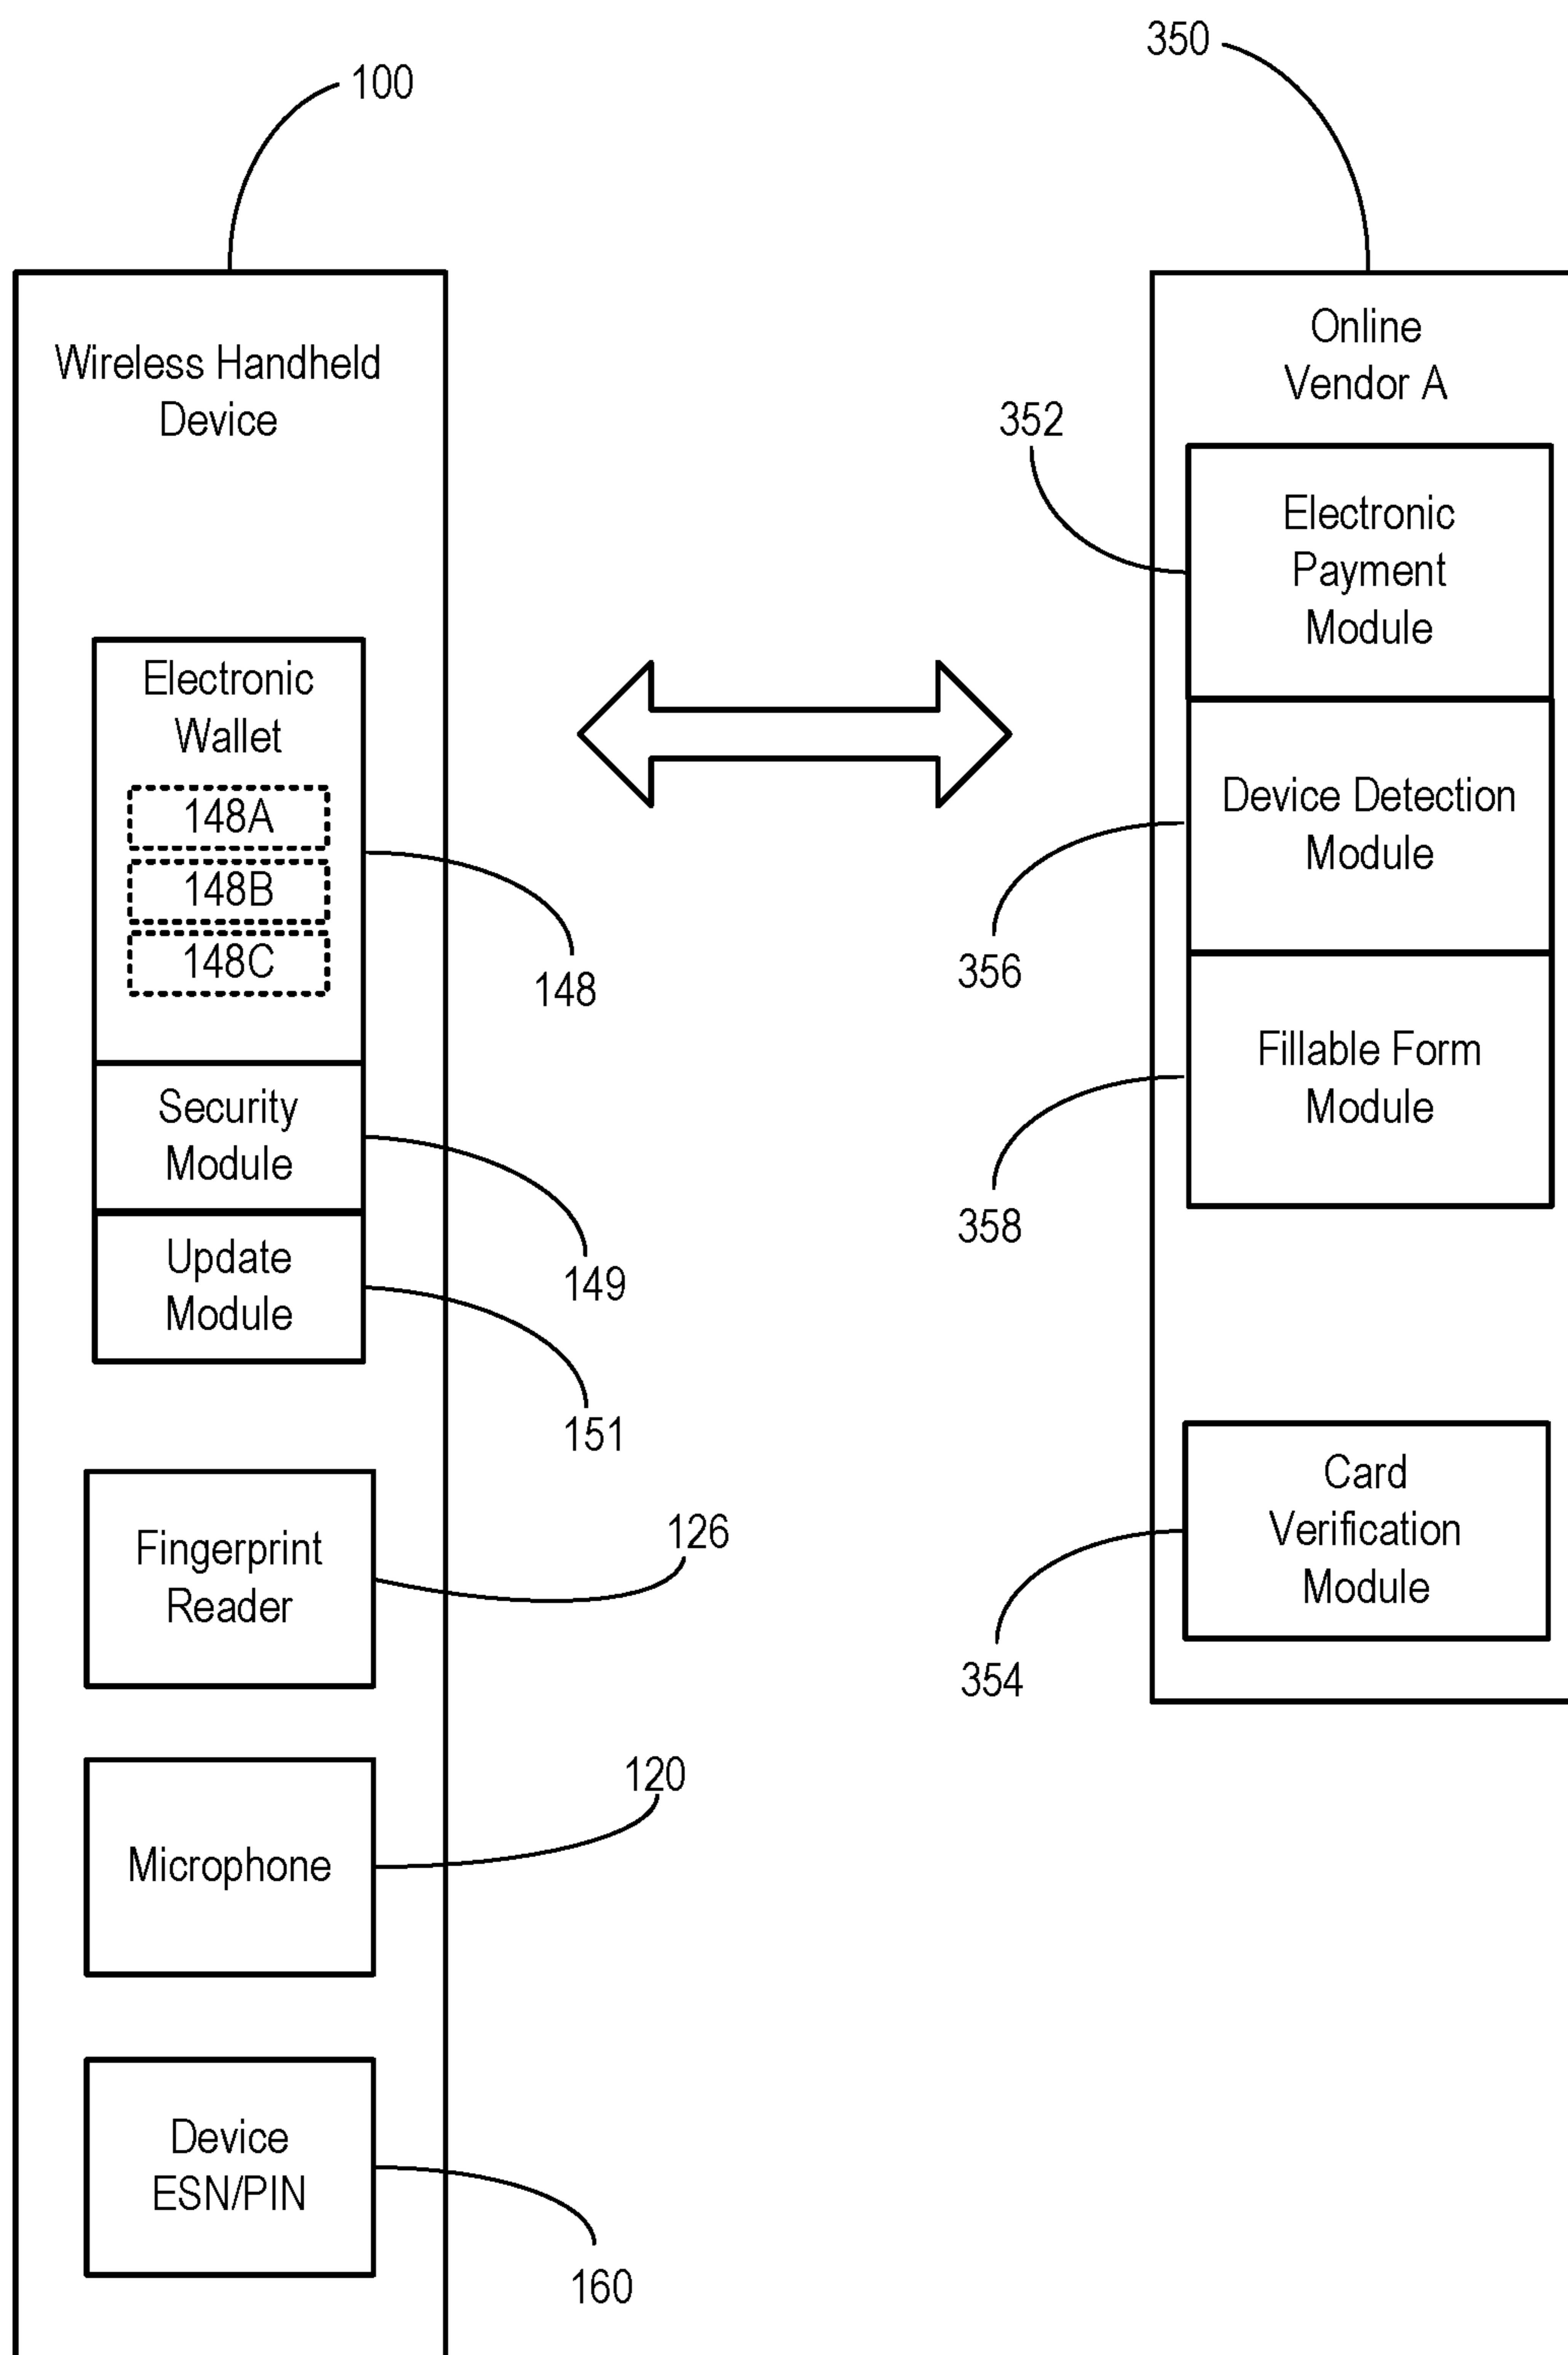 100
350
Wireless Handheld
Device
Electronic
Wallet
148A
148B
148C
148
Security
Module
149
Update
Module
151
Fingerprint
Reader
126
Microphone
120
Device
ESN/PIN
160
Online
Vendor A
352
Electronic
Payment
Module
Device Detection
Module
356
Fillable Form
Module
358
Card
Verification
Module
354